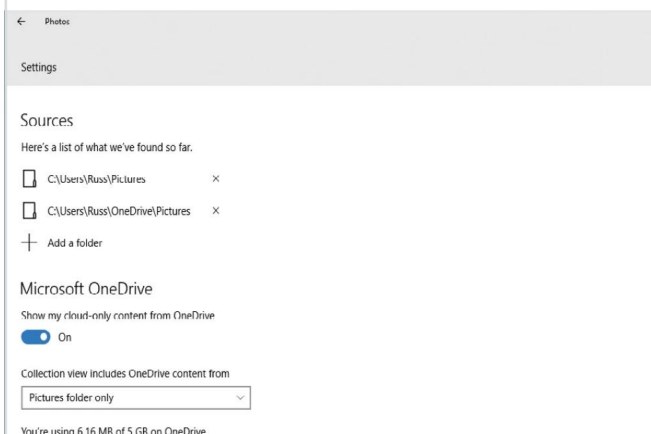 Photos
Settings
Sources
Here's a list of what we've found so far.
C:\Users\Russ\Pictures
C:\Users\Russ\OneDrive\Pictures
Add a folder
Microsoft OneDrive
Show my cloud-only content from OneDrive
On
Collection view includes OneDrive content from
Pictures folder only
You're using 6.16 MB of 5 GB on OneDrive